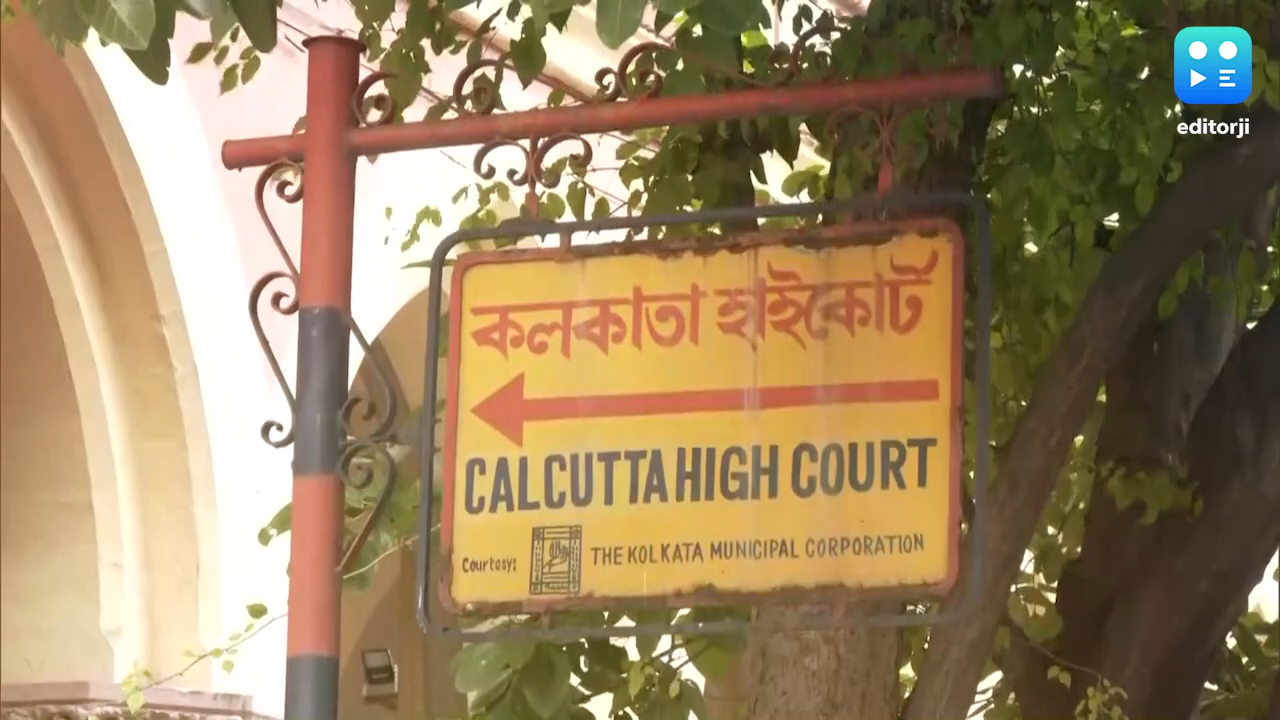 editorji
কলকাতা হাইকোর্ট
CALCUTTA HIGH COURT
Courtesy: THE KOLKATA MUNICIPAL CORPORATION